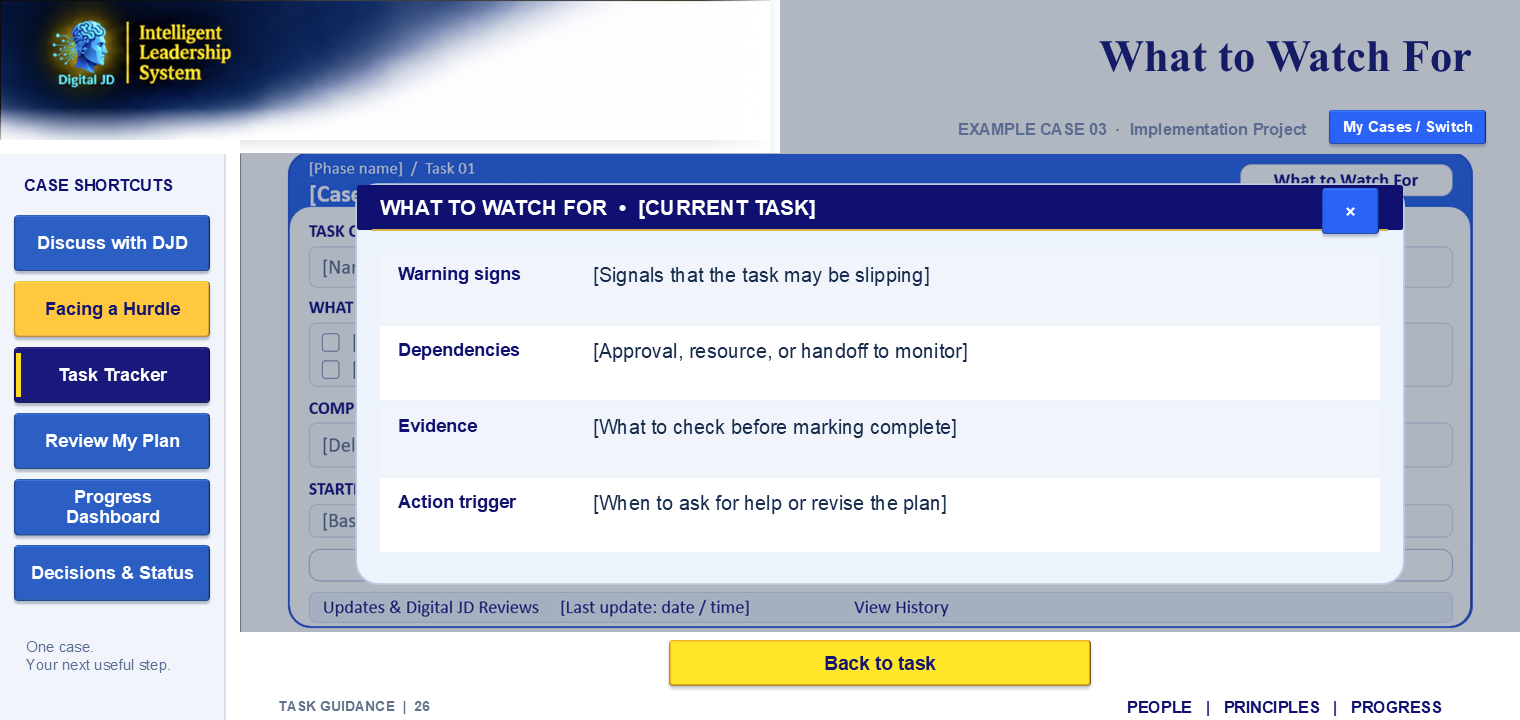 Intelligent
Leadership
System
Digital JD
What to Watch For
EXAMPLE CASE 03 · Implementation Project
My Cases / Switch
CASE SHORTCUTS
Discuss with DJD
Facing a Hurdle
Task Tracker
Review My Plan
Progress
Dashboard
Decisions & Status
One case.
Your next useful step.
[Phase name] / Task 01
What to Watch For
WHAT TO WATCH FOR • [CURRENT TASK]
×
Warning signs [Signals that the task may be slipping]
Dependencies [Approval, resource, or handoff to monitor]
Evidence [What to check before marking complete]
Action trigger [When to ask for help or revise the plan]
WHAT
Updates & Digital JD Reviews [Last update: date / time] View History
Back to task
TASK GUIDANCE | 26
PEOPLE | PRINCIPLES | PROGRESS